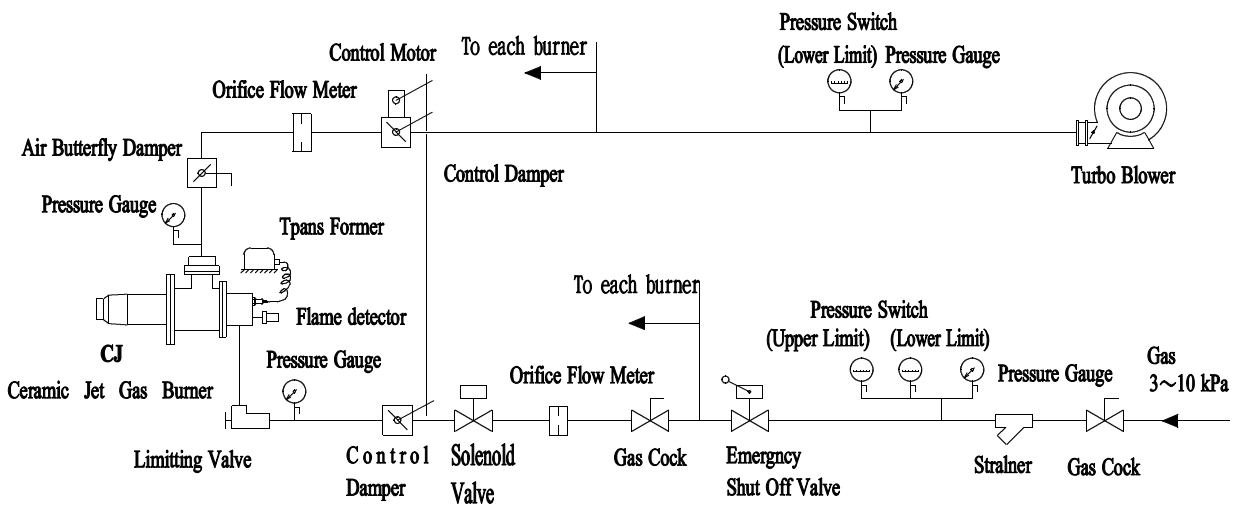 Pressure Switch
To each burner
Control Motor
(Lower Limit) Pressure Gauge
Orifice Flow Meter
Air Butterfly Damper
Control Damper
Turbo Blower
Pressure Gauge
Tpans Former
To each burner
Flame detector
Pressure Switch
(Upper Limit) (Lower Limit)
CJ
Ceramic Jet Gas Burner
Pressure Gauge
Orifice Flow Meter
Pressure Gauge
Gas
3～10 kPa
Limitting Valve
Control
Damper
Solenold
Valve
Gas Cock
Emergncy
Shut Off Valve
Stralner
Gas Cock